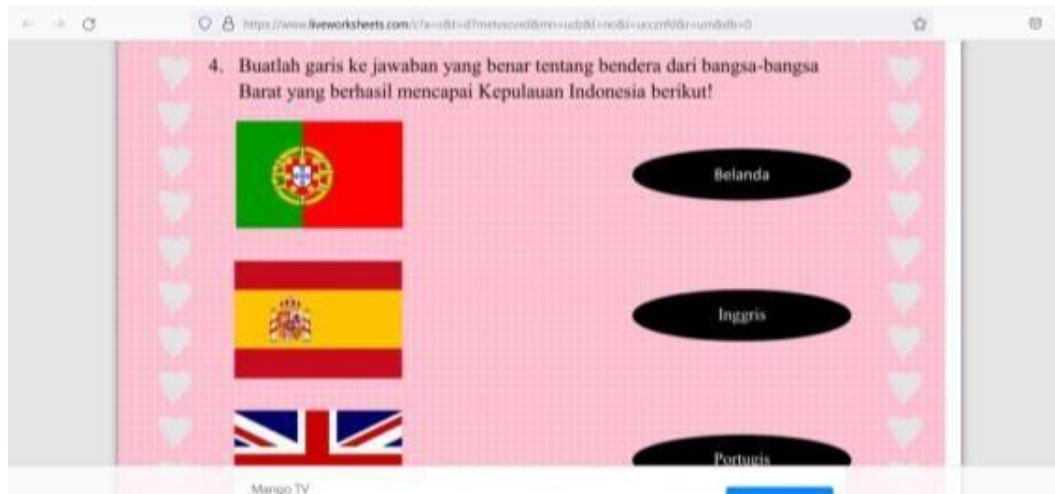 4. Buatlah garis ke jawaban yang benar tentang bendera dari bangsa-bangsa
Barat yang berhasil mencapai Kepulauan Indonesia berikut!
Belanda
Inggris
Portugis
Mango TV